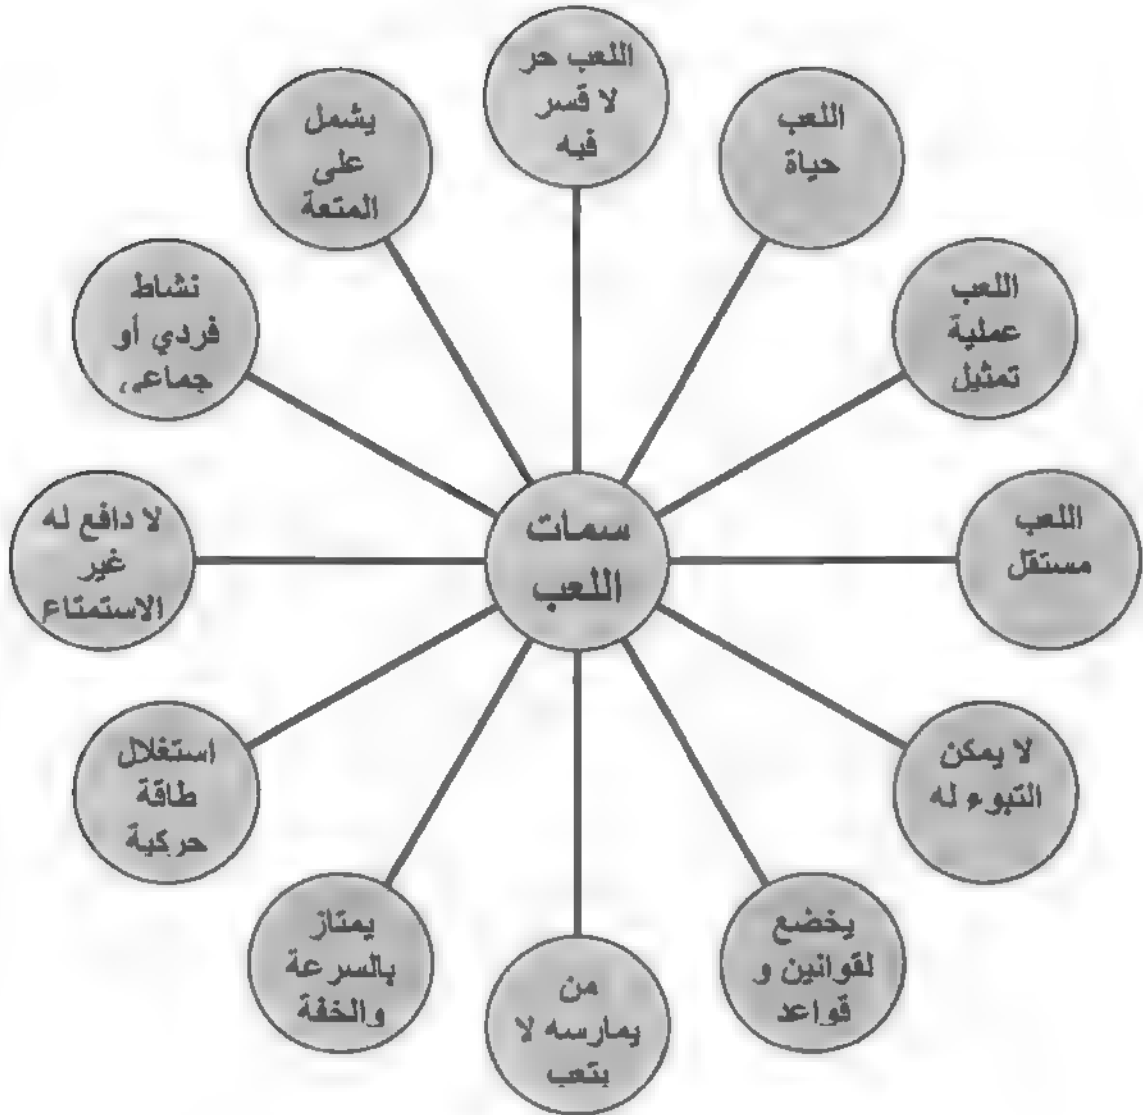 سمات
اللعب
اللعب حر
لا قسر
فيه
اللعب
حياة
اللعب
عملية
تمثيل
اللعب
مستقل
لا يمكن
التبوء له
يخضع
لقوانين و
قواعد
من
يمارسه لا
يتعب
يمتاز
بالسرعة
والخفة
استغلال
طاقة
حركية
لا دافع له
غير
الاستمتاع
نشاط
فردي أو
جماعي
يشمل
على
المتعة